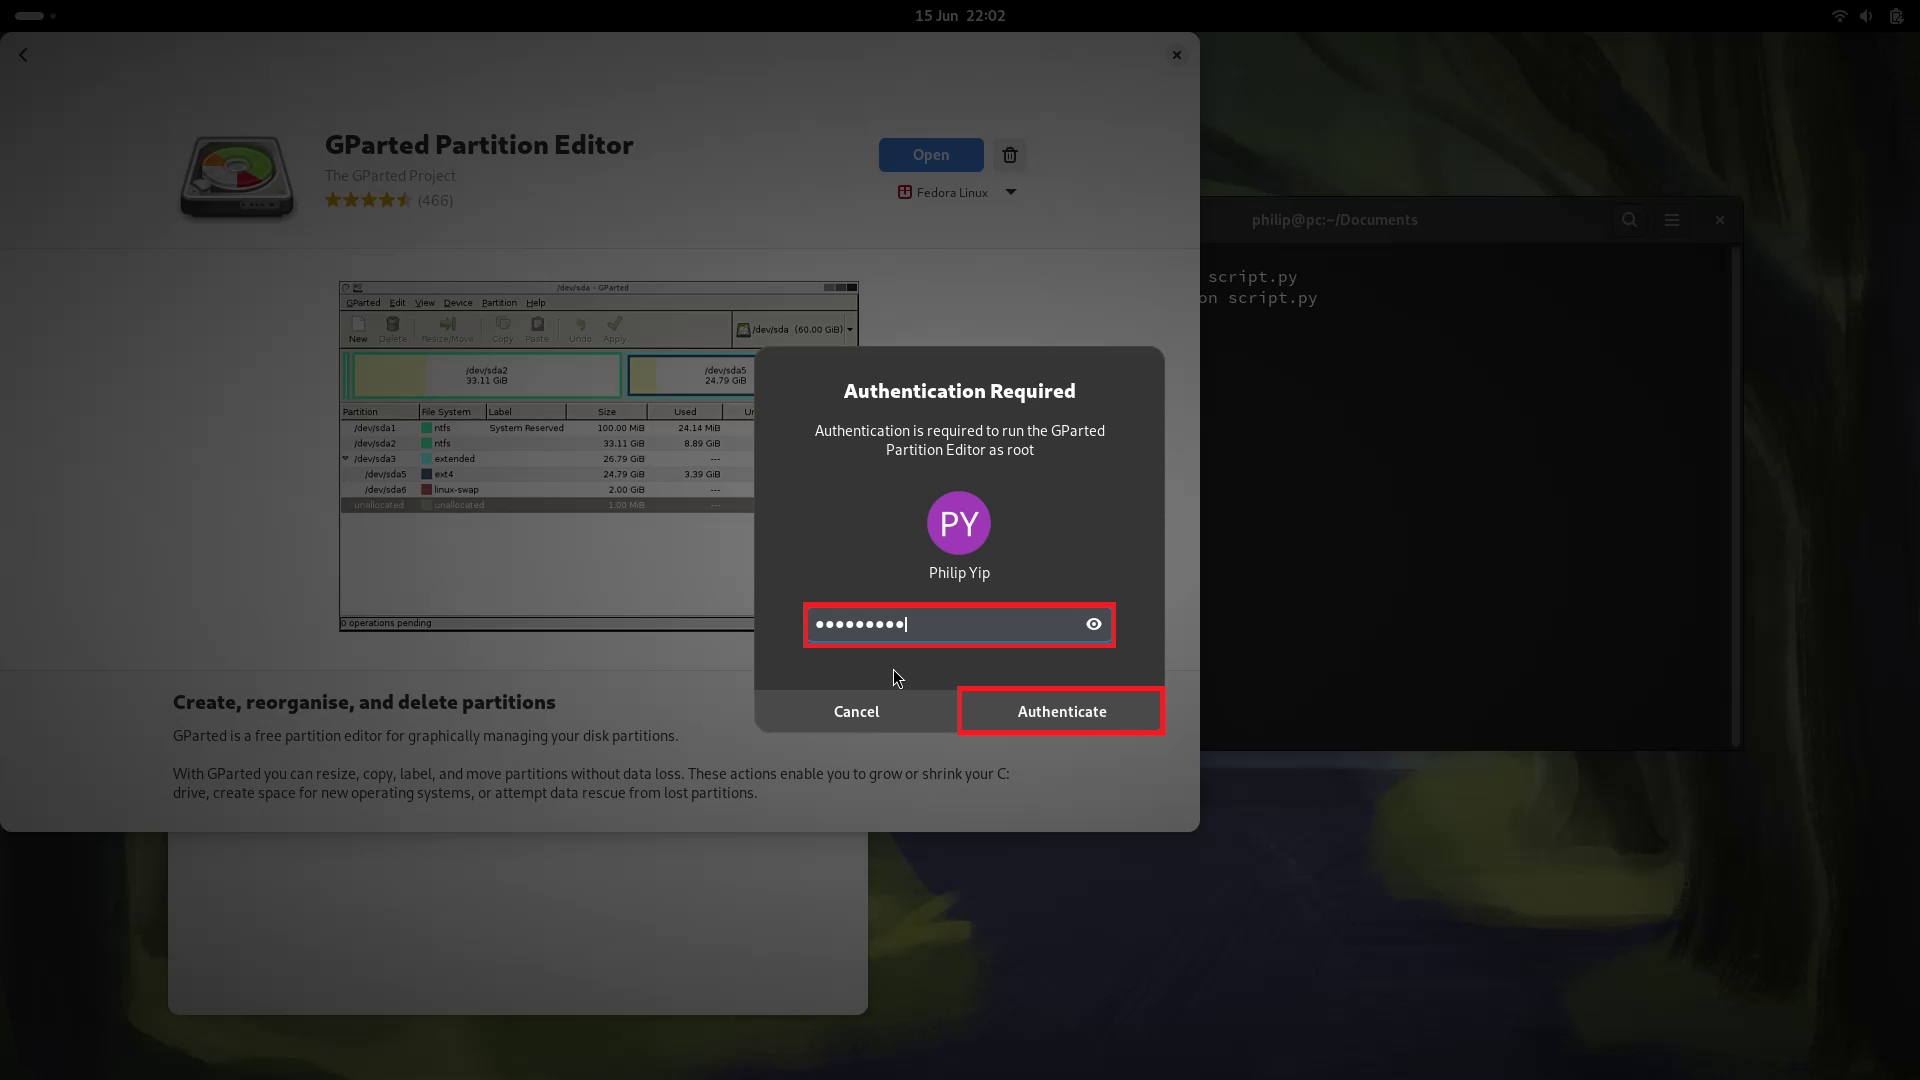 15 Jun 22:02
GParted Partition Editor
The GParted Project
(466)
Open
Fedora Linux
/dev/sda - GParted
GParted Edit View Device Partition Help
New Delete Resize/Move Copy Paste Undo Apply
/dev/sda (60.00 GiB)
/dev/sda2
33.11 GiB
/dev/sda5
24.79 GiB
Partition File System Label Size Used
/dev/sda1 ntfs System Reserved 100.00 MiB 24.14 MiB
/dev/sda2 ntfs 33.11 GiB 8.89 GiB
/dev/sda3 extended 26.79 GiB ---
/dev/sda5 ext4 24.79 GiB 3.39 GiB
/dev/sda6 linux-swap 2.00 GiB ---
unallocated unallocated 1.00 MiB ---
0 operations pending
Create, reorganise, and delete partitions
GParted is a free partition editor for graphically managing your disk partitions.
With GParted you can resize, copy, label, and move partitions without data loss. These actions enable you to grow or shrink your C:
drive, create space for new operating systems, or attempt data rescue from lost partitions.
Authentication Required
Authentication is required to run the GParted
Partition Editor as root
PY
Philip Yip
Cancel
Authenticate
philip@pc:~/Documents
script.py
on script.py